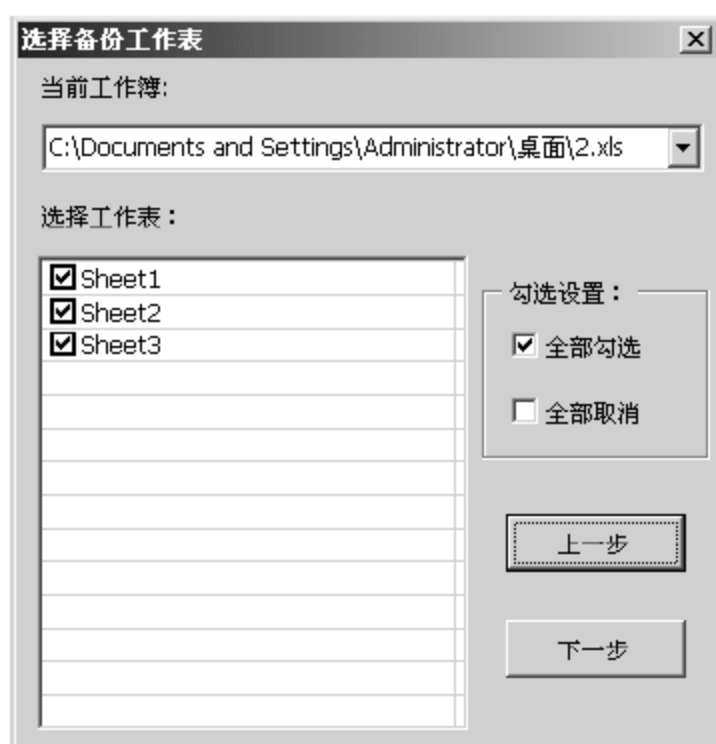 选择备份工作表
当前工作簿:
C:\Documents and Settings\Administrator\桌面\2.xls
选择工作表：
Sheet1
Sheet2
Sheet3
勾选设置：
全部勾选
全部取消
上一步
下一步